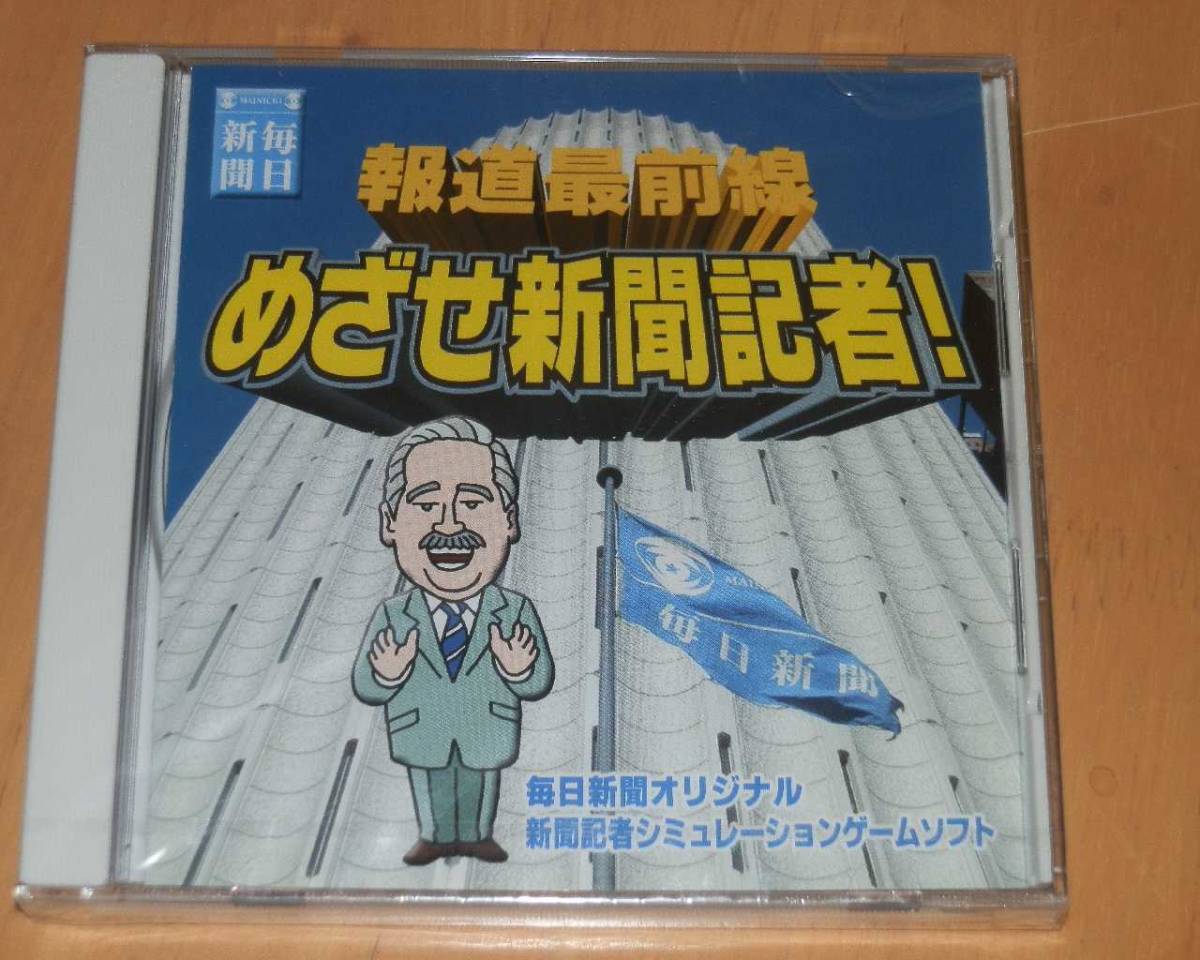 MAINICHI
毎日
新聞
報道最前線
めざせ新聞記者!
毎日新聞
毎日新聞オリジナル
新聞記者シミュレーションゲームソフト